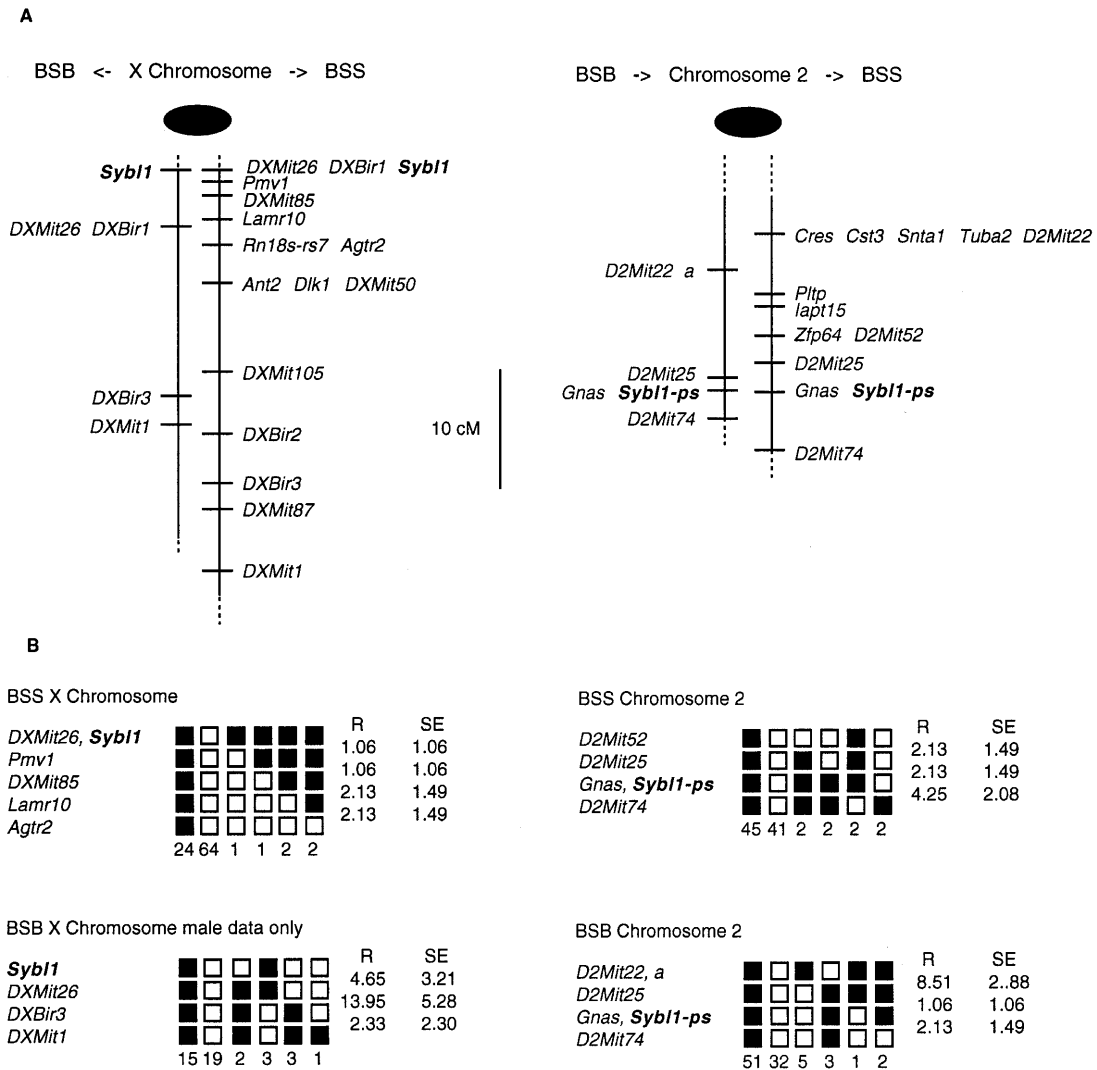 A
BSB <- X Chromosome -> BSS
Sybl1
DXMit26 DXBir1
DXBir3
DXMit1
DXMit26 DXBir1 Sybl1
Pmv1
DXMit85
Lamr10
Rn18s-rs7 Agtr2
Ant2 Dlk1 DXMit50
DXMit105
DXBir2
DXBir3
DXMit87
DXMit1
10 cM
BSB -> Chromosome 2 -> BSS
D2Mit22 a
D2Mit25
Gnas Sybl1-ps
D2Mit74
Cres Cst3 Snta1 Tuba2 D2Mit22
Pltp
Iapt15
Zfp64 D2Mit52
D2Mit25
Gnas Sybl1-ps
D2Mit74
B
BSS X Chromosome
R SE
DXMit26, Sybl1
1.06 1.06
Pmv1
1.06 1.06
DXMit85
2.13 1.49
Lamr10
2.13 1.49
Agtr2
24 64 1 1 2 2
BSS Chromosome 2
R SE
D2Mit52
2.13 1.49
D2Mit25
2.13 1.49
Gnas, Sybl1-ps
4.25 2.08
D2Mit74
45 41 2 2 2 2
BSB X Chromosome male data only
R SE
Sybl1
4.65 3.21
DXMit26
13.95 5.28
DXBir3
2.33 2.30
DXMit1
15 19 2 3 3 1
BSB Chromosome 2
R SE
D2Mit22, a
8.51 2..88
D2Mit25
1.06 1.06
Gnas, Sybl1-ps
2.13 1.49
D2Mit74
51 32 5 3 1 2